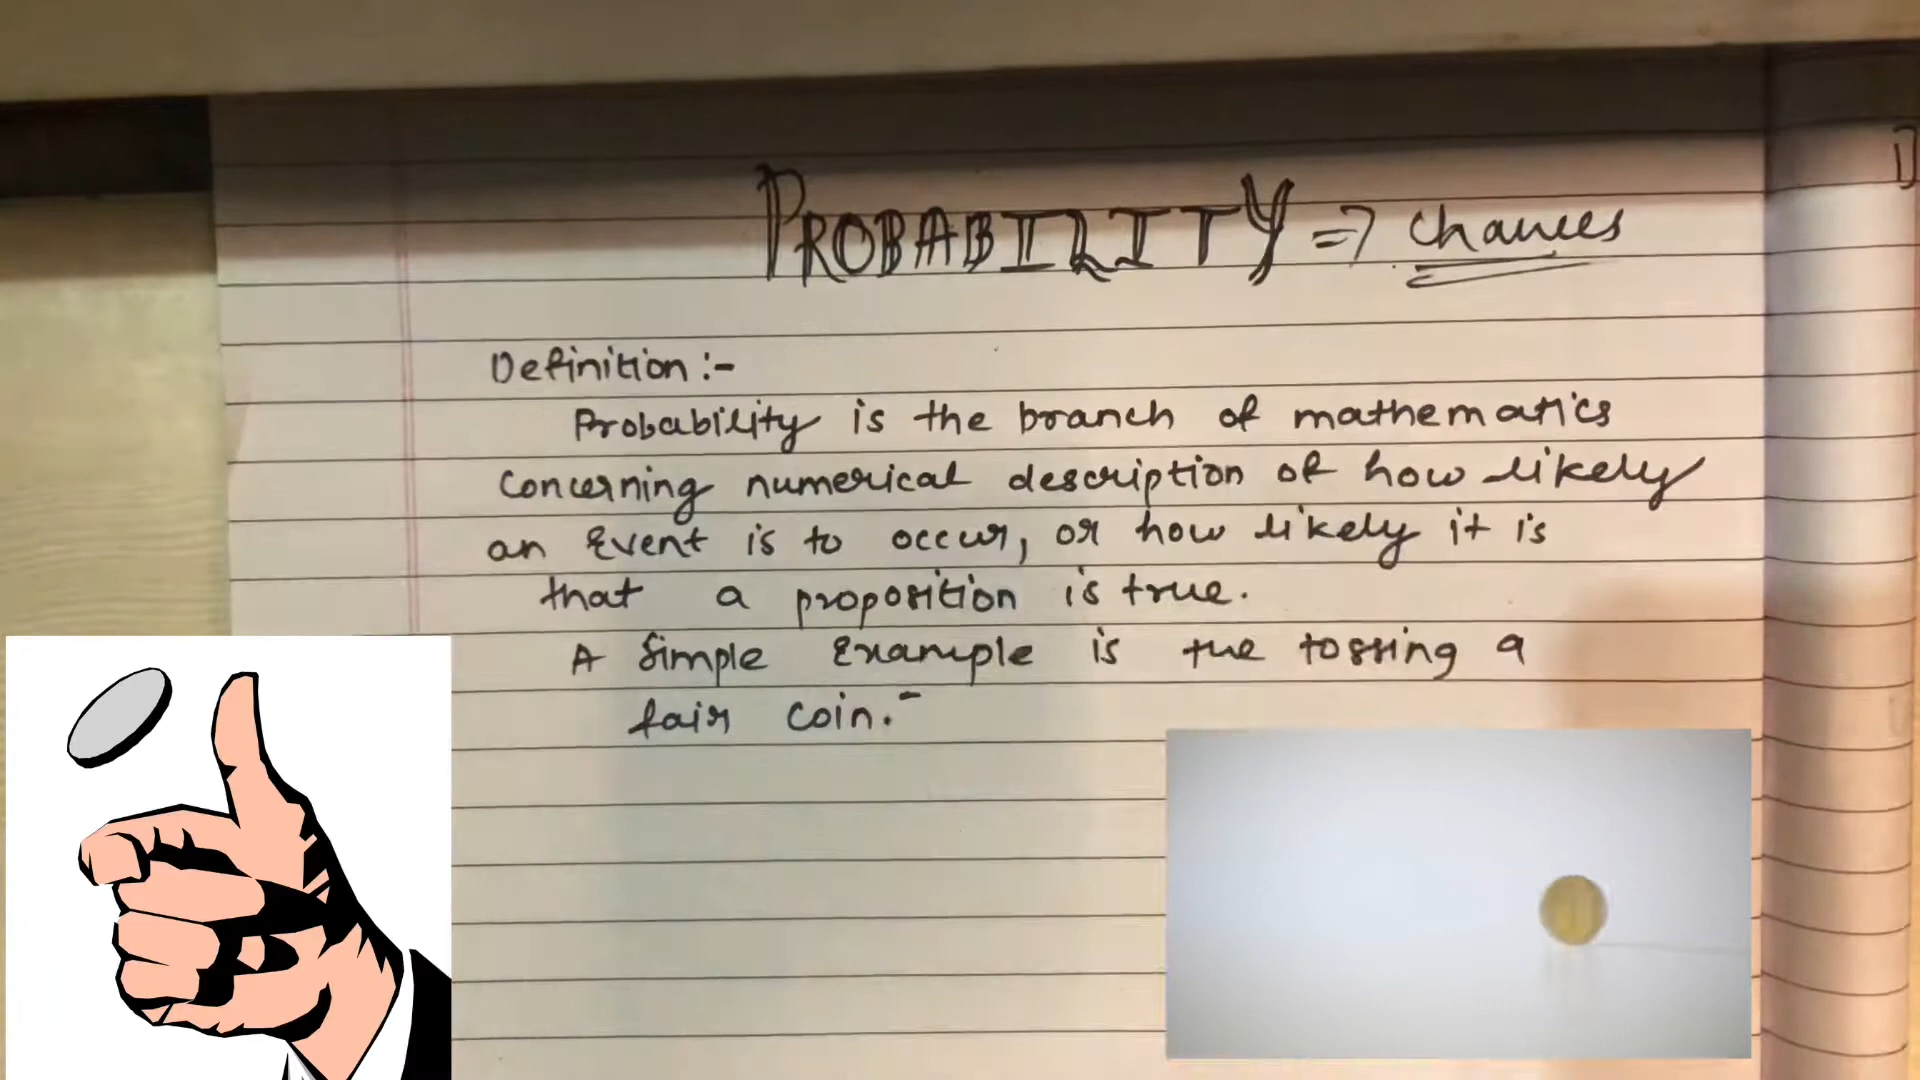 PROBABILITY => Chances
Definition :-
Probability is the branch of mathematics
concerning numerical description of how likely
an Event is to occur, or how likely it is
that a proposition is true.
A Simple Example is the tossing a
fair coin.-